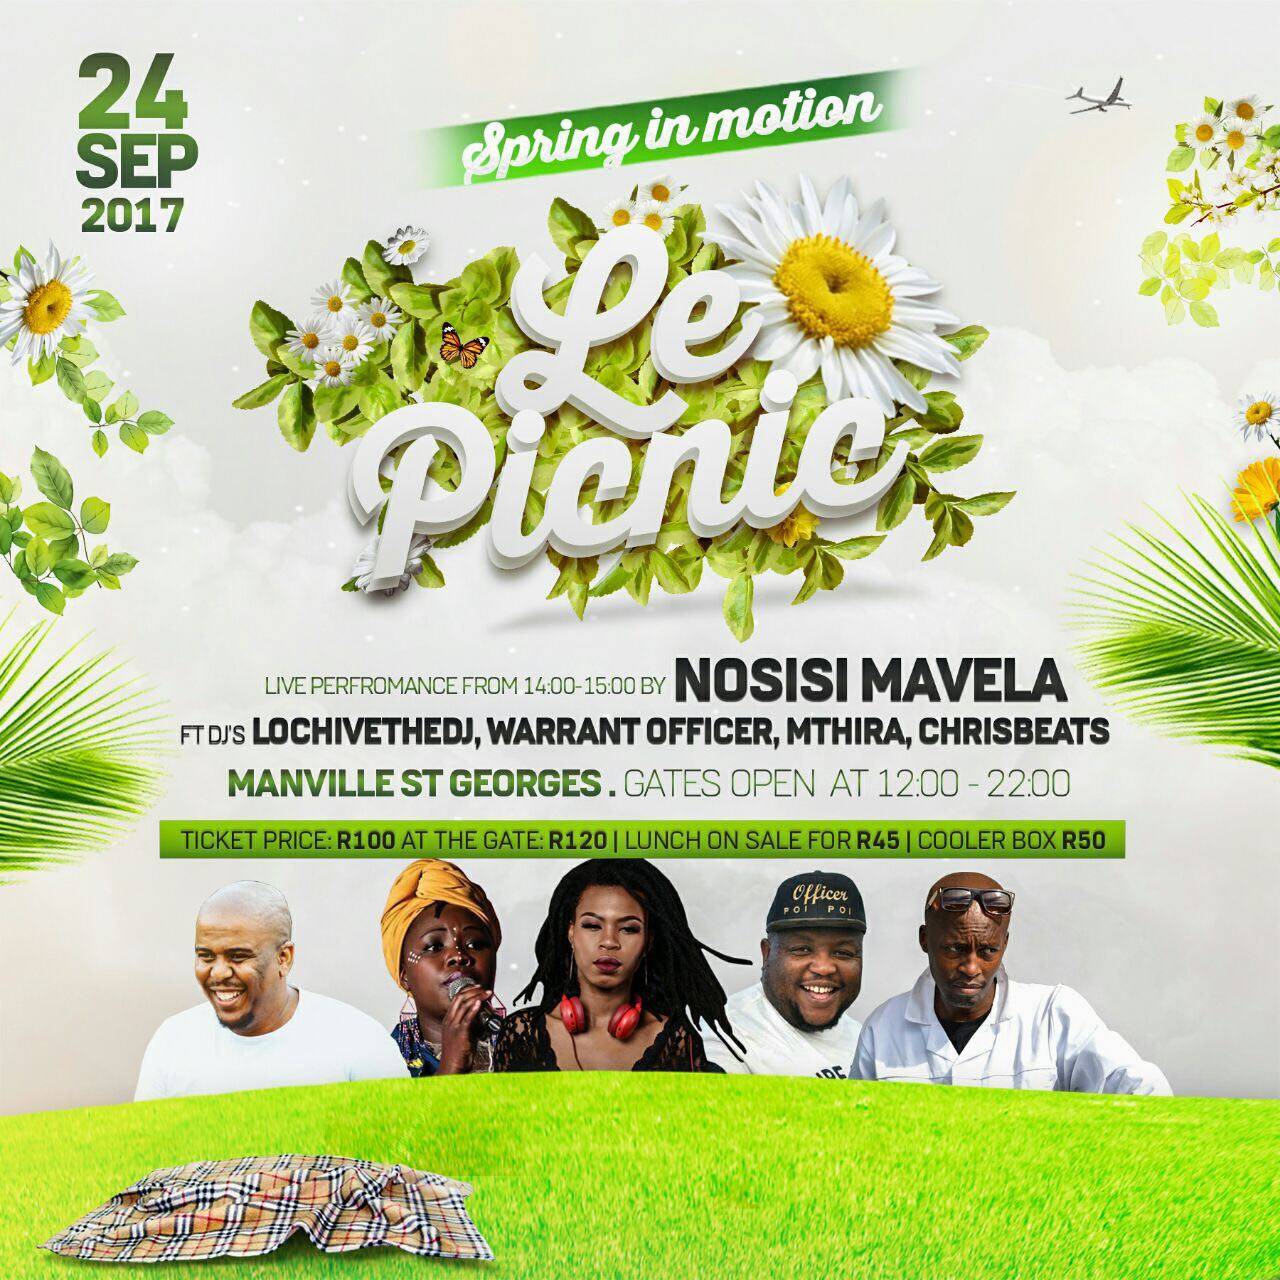 24
SEP
2017
Spring in motion
Le
Picnic
LIVE PERFROMANCE FROM 14:00-15:00 BY NOSISI MAVELA
FT DJ'S LOCHIVETHEDJ, WARRANT OFFICER, MTHIRA, CHRISBEATS
MANVILLE ST GEORGES . GATES OPEN AT 12:00 - 22:00
TICKET PRICE: R100 AT THE GATE: R120 | LUNCH ON SALE FOR R45 | COOLER BOX R50
Officer
POI POI